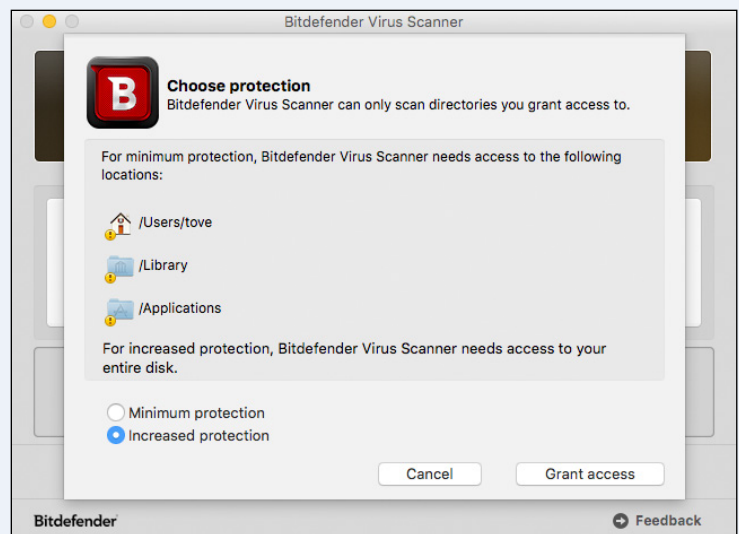 Bitdefender Virus Scanner
B
Choose protection
Bitdefender Virus Scanner can only scan directories you grant access to.
For minimum protection, Bitdefender Virus Scanner needs access to the following
locations:
/Users/tove
/Library
/Applications
For increased protection, Bitdefender Virus Scanner needs access to your
entire disk.
Minimum protection
Increased protection
Cancel Grant access
Bitdefender Feedback